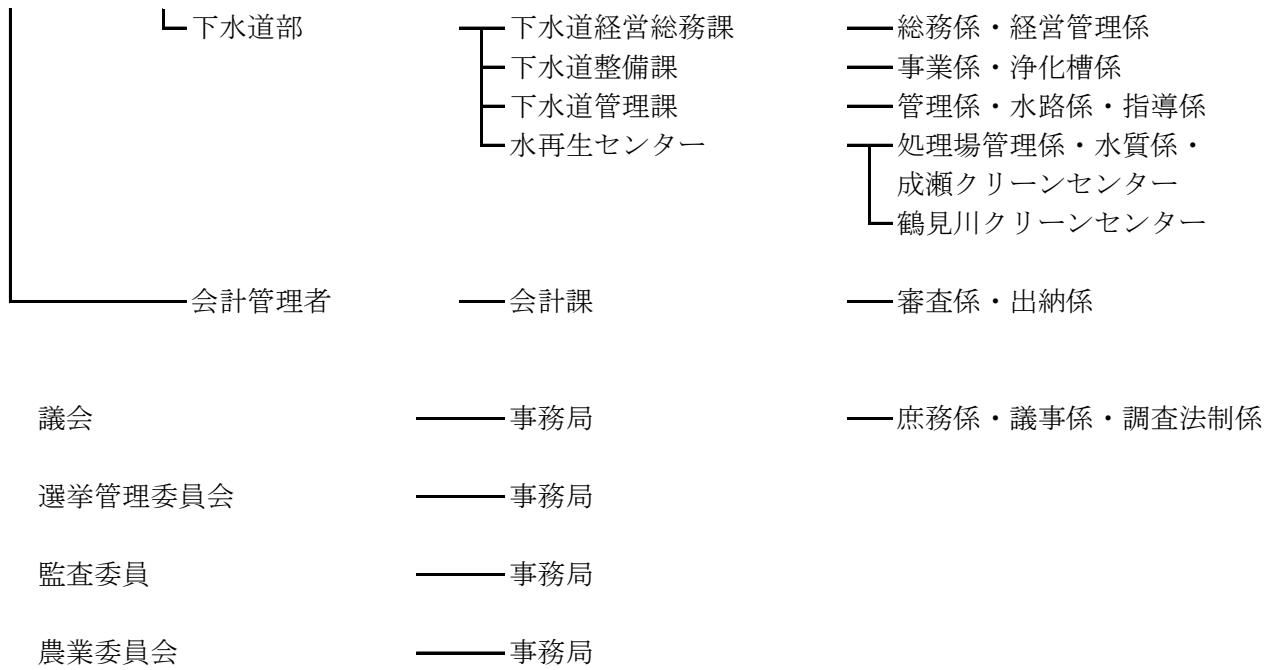 下水道部 下水道経営総務課 総務係・経営管理係
下水道整備課 事業係・浄化槽係
下水道管理課 管理係・水路係・指導係
水再生センター 処理場管理係・水質係・
成瀬クリーンセンター
鶴見川クリーンセンター
会計管理者 会計課 審査係・出納係
議会 事務局 庶務係・議事係・調査法制係
選挙管理委員会 事務局
監査委員 事務局
農業委員会 事務局